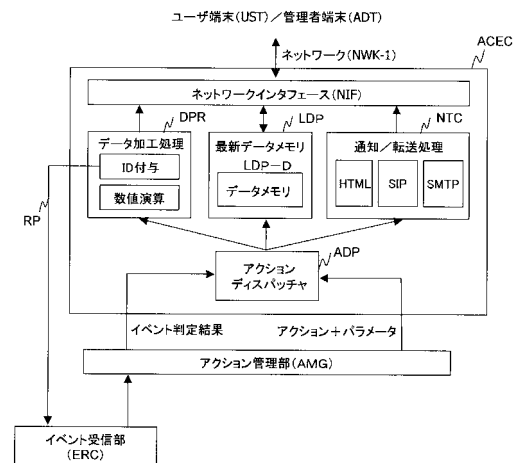 ユーザ端末(UST)／管理者端末(ADT)
ネットワーク(NWK-1)
ACEC
ネットワークインタフェース(NIF)
DPR
LDP
NTC
データ加工処理
ID付与
数値演算
最新データメモリ
LDP－D
データメモリ
通知／転送処理
HTML
SIP
SMTP
RP
ADP
アクション
ディスパッチャ
イベント判定結果
アクション＋パラメータ
アクション管理部(AMG)
イベント受信部
(ERC)